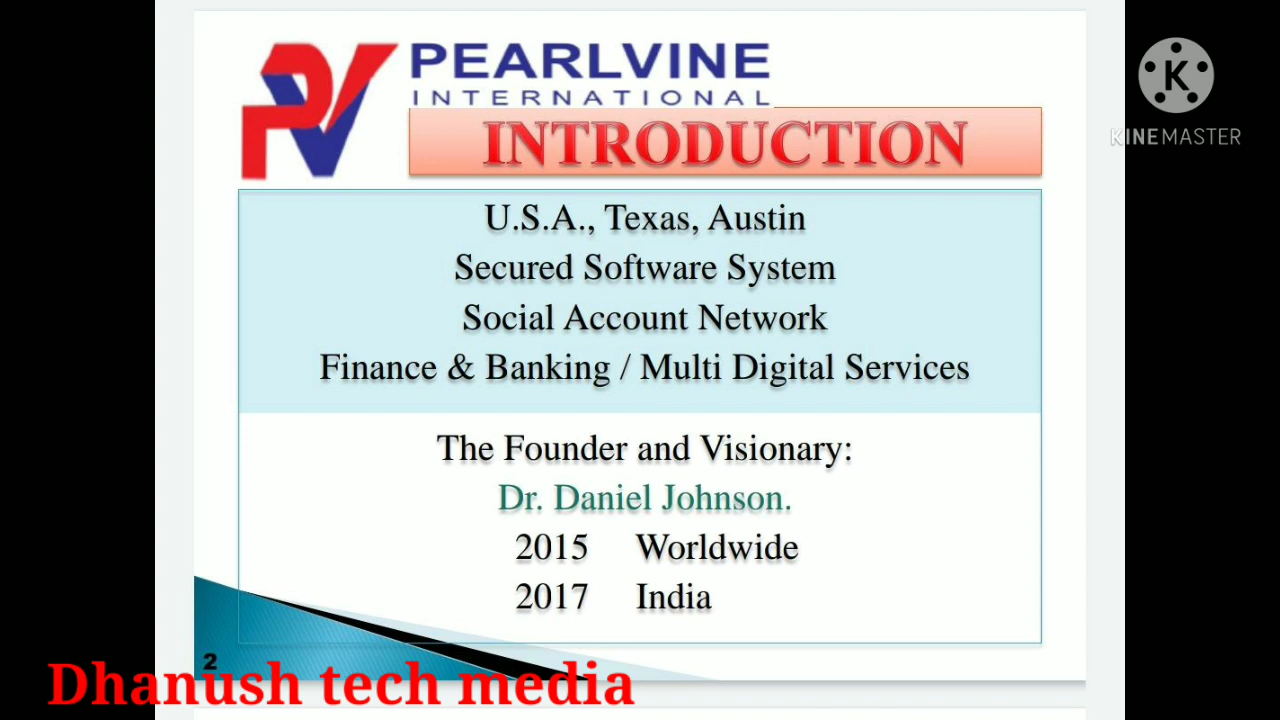 PEARLVINE
INTERNATIONAL
INTRODUCTION
U.S.A., Texas, Austin
Secured Software System
Social Account Network
Finance & Banking / Multi Digital Services
The Founder and Visionary:
Dr. Daniel Johnson.
2015 Worldwide
2017 India
2
Dhanush tech media
K
KINEMASTER